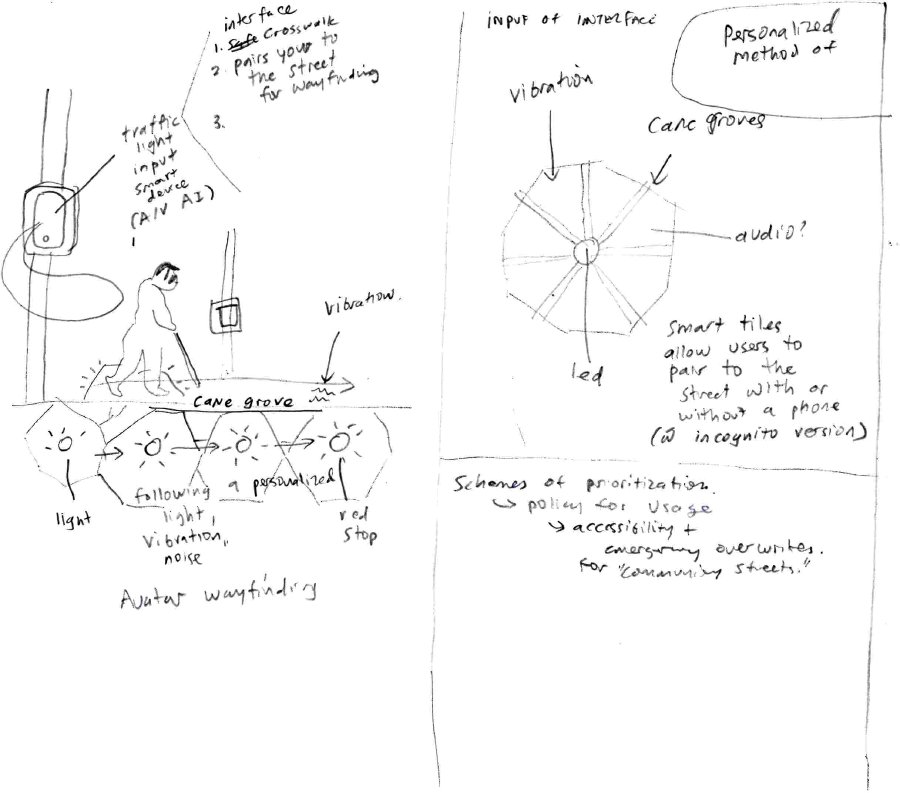 interface
1. Safe Crosswalk
2. pairs your to
the street
for wayfinding
3.
traffic
light
input
smart
device
(A/V AI)
vibration.
cane grove
following a personalized
light,
vibration,
noise
light
red
stop
Avatar wayfinding
INPUT OF INTERFACE
Personalized
method of
vibration
Cane groves
audio?
led
Smart tiles
allow users to
pair to the
street with or
without a phone
(w incognito version)
Schemes of prioritization.
↳ policy for usage
↳ accessibility +
emergency overwrites.
for "community streets."